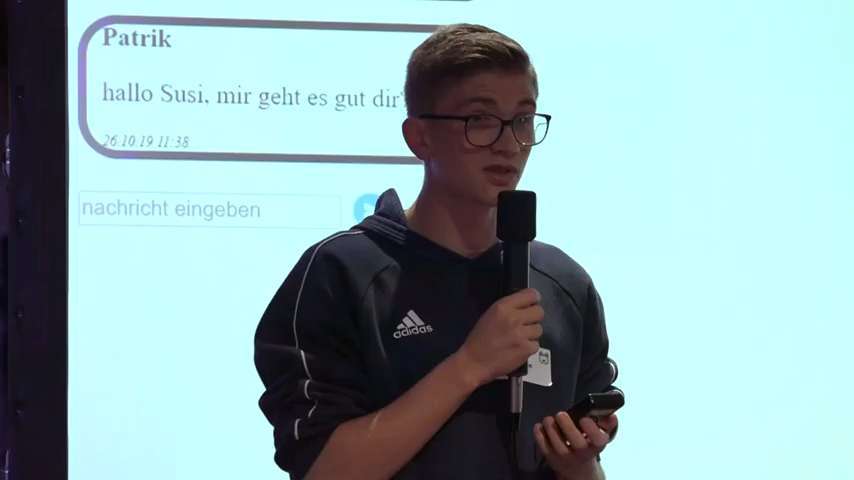 Patrik
hallo Susi, mir geht es gut dir?
26.10.19 11:38
nachricht eingeben
adidas